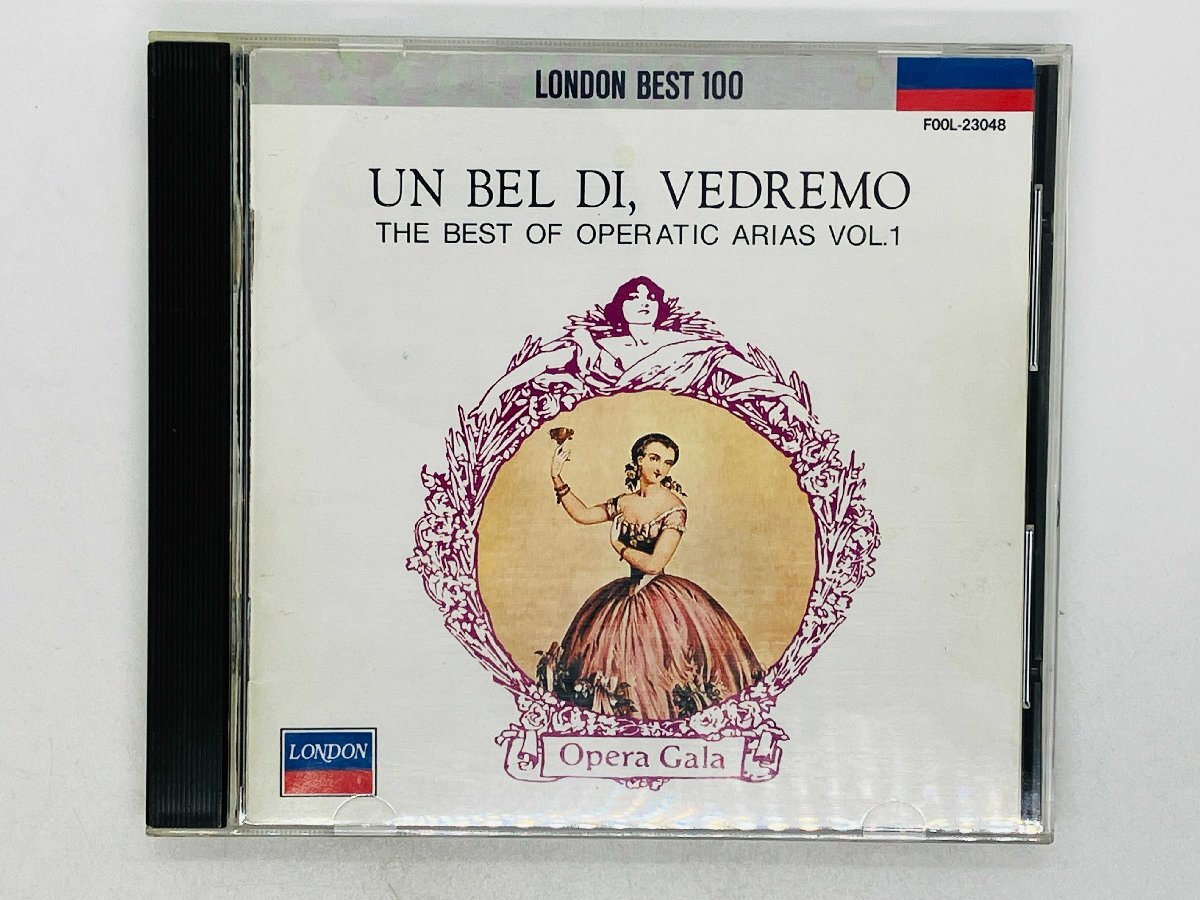 LONDON BEST 100
F00L-23048
UN BEL DI, VEDREMO
THE BEST OF OPERATIC ARIAS VOL.1
LONDON
Opera Gala